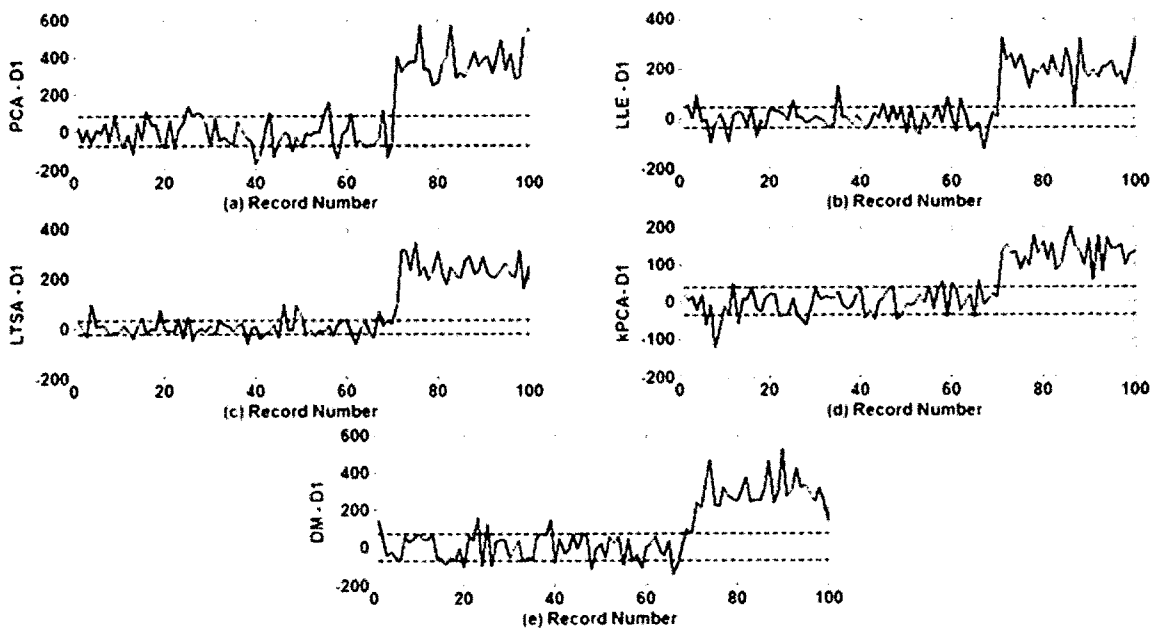 600
400
200
0
-200
PCA - D1
0 20 40 60 80 100
(a) Record Number
400
200
0
-200
LLE - D1
0 20 40 60 80 100
(b) Record Number
400
200
0
-200
LTSA - D1
0 20 40 60 80 100
(c) Record Number
200
100
0
-100
-200
kPCA - D1
0 20 40 60 80 100
(d) Record Number
600
400
200
0
-200
DM - D1
0 20 40 60 80 100
(e) Record Number